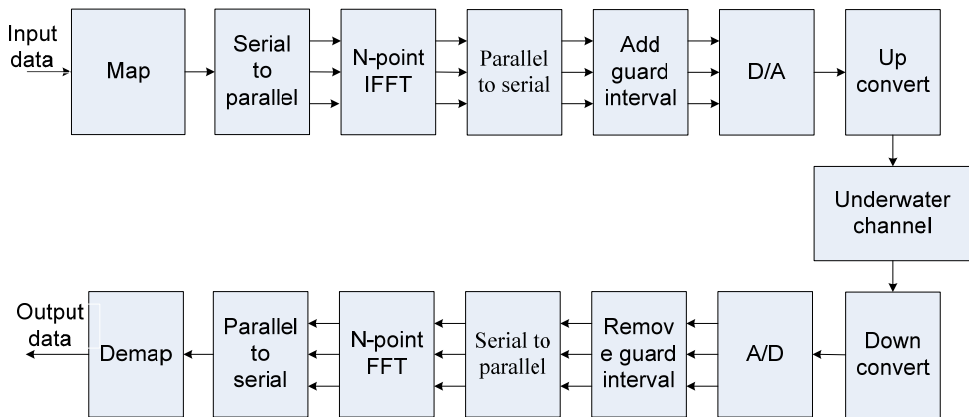 Input
data
Map
Serial
to
parallel
N-point
IFFT
Parallel
to serial
Add
guard
interval
D/A
Up
convert
Underwater
channel
Output
data
Demap
Parallel
to
serial
N-point
FFT
Serial to
parallel
Remov
e guard
interval
A/D
Down
convert